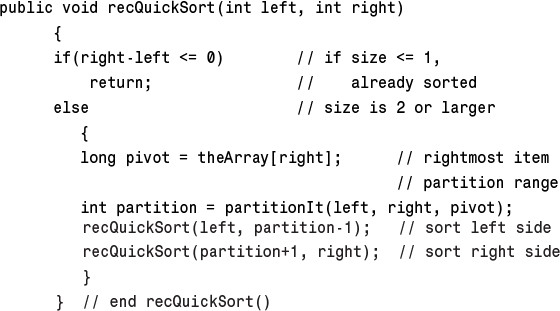 public void recQuickSort(int left, int right)
{
if(right-left <= 0) // if size <= 1,
return; // already sorted
else // size is 2 or larger
{
long pivot = theArray[right]; // rightmost item
// partition range
int partition = partitionIt(left, right, pivot);
recQuickSort(left, partition-1); // sort left side
recQuickSort(partition+1, right); // sort right side
}
} // end recQuickSort()